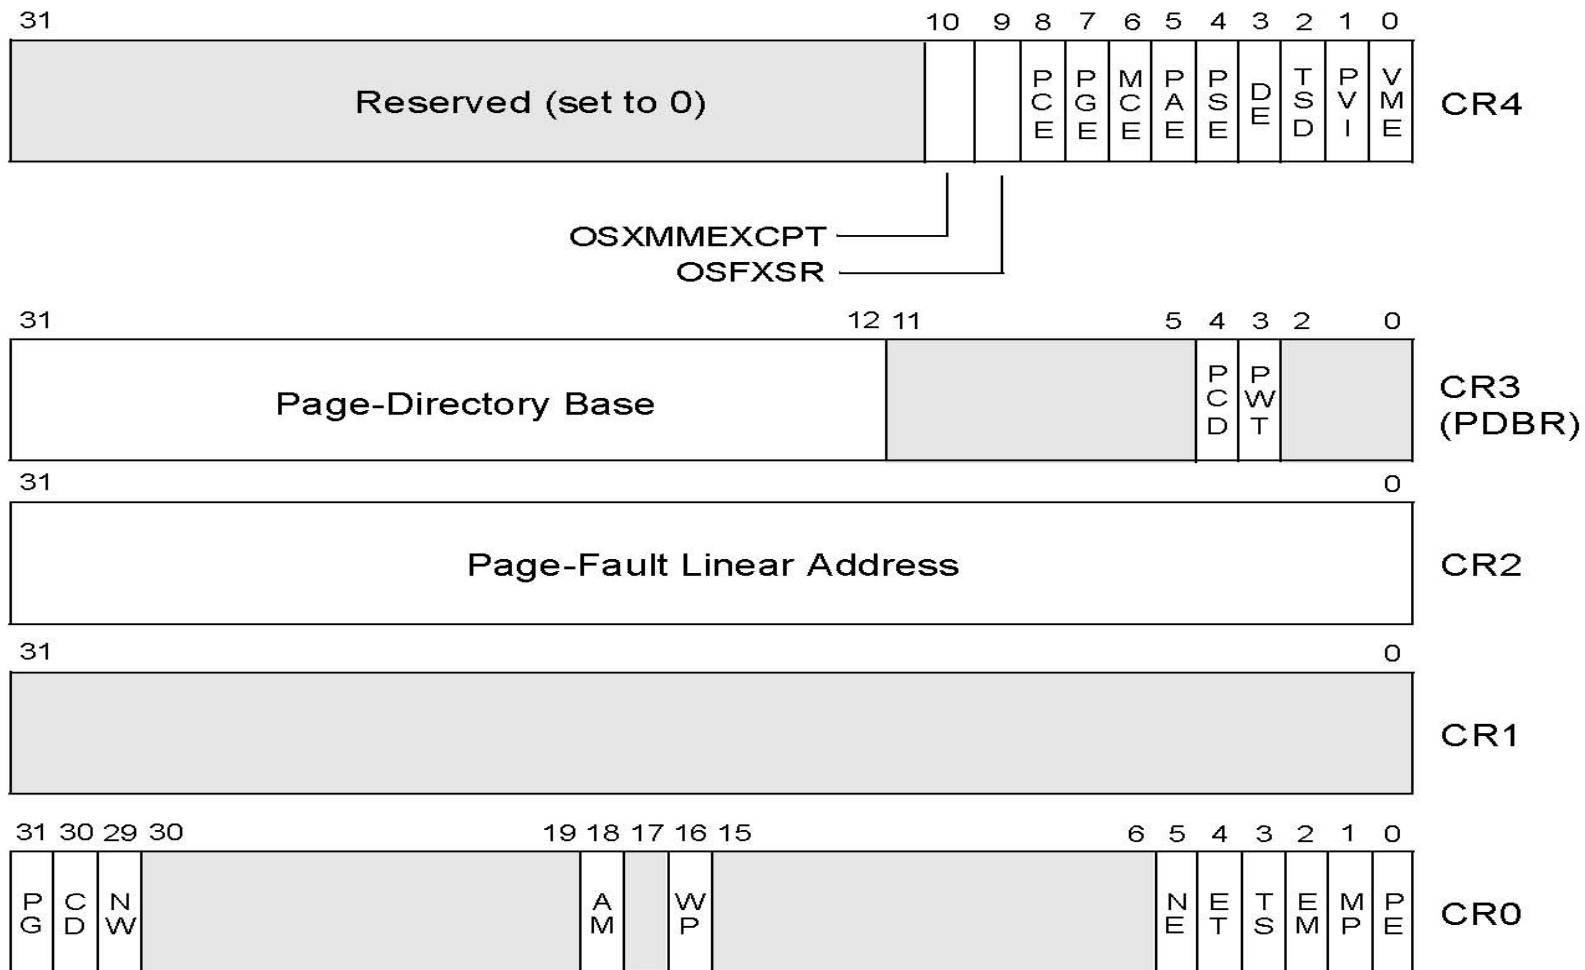 31 10 9 8 7 6 5 4 3 2 1 0
Reserved (set to 0) PCE PGE MCE PAE PSE DE TSD PVI VME CR4
OSXMMEXCPT
OSFXSR
31 12 11 5 4 3 2 0
Page-Directory Base PCD PWT CR3
(PDBR)
31 0
Page-Fault Linear Address CR2
31 0
CR1
31 30 29 30 19 18 17 16 15 6 5 4 3 2 1 0
PG CD NW AM WP NE ET TS EM MP PE CR0